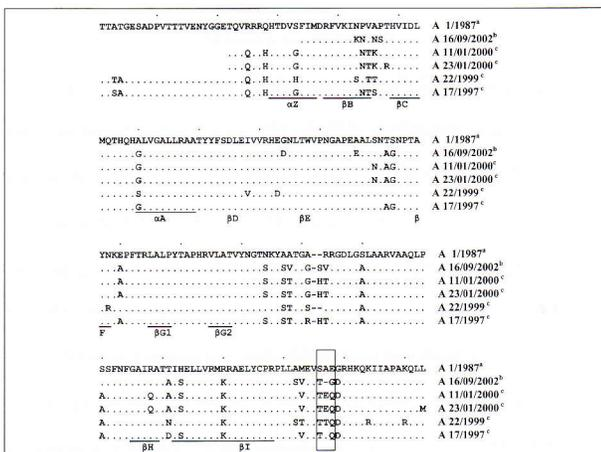 TTATGESADPVTTTVENYGGETQVRRRQHTDVSFIMDRFVKINPVAPTHVIDL A 1/1987a
...................................KN.NS........ A 16/09/2002b
........Q.H....G..........NTK....... A 11/01/2000c
........Q.H....G..........NTK..R.... A 23/01/2000c
..TA....................Q.H....H..........S.TT....... A 22/1999c
..SA....................Q.H....G..........NTS....... A 17/1997c
αZ βB βC
MQTHQHALVGALLRAATYYFSDLEIVVRHEGNLTWVPNGAPEAALSNTSNPTA A 1/1987a
......G.......................D...........E....AG.... A 16/09/2002b
......G......................................N.AG.... A 11/01/2000c
......G......................................N.AG.... A 23/01/2000c
......S..................V....E...................... A 22/1999c
......G........................................AG.... A 17/1997c
αA βD βE β
YNKEPFTRLALPYTAPHRVLATVYNGTNKYAATGA--RRGDLGSLAARVAAQLP A 1/1987a
...A........................S..SV.G-SV......A........ A 16/09/2002b
...A........................S..AT.G-HT......A........ A 11/01/2000c
...A........................S..AT.G-HT......A........ A 23/01/2000c
.R..........................S..AT.S--............... A 22/1999c
...A........................S..AT.R-HT......A........ A 17/1997c
F βG1 βG2
SSFNFGAIRATTIHELLVRMRRAELYCPRPLLAMEVSAEGRHKQKIIAPAKQLL A 1/1987a
...........A.S......K...........SV..T-GD............ A 16/09/2002b
A.......Q..A.S......K............V..TEQD............ A 11/01/2000c
A.......Q..A.S......K............V..TEQD...........M A 23/01/2000c
A..........N.S......K...........ST..TTQD.....R....R... A 22/1999c
A..........D.S......K............V..T.QD............ A 17/1997c
βH βI